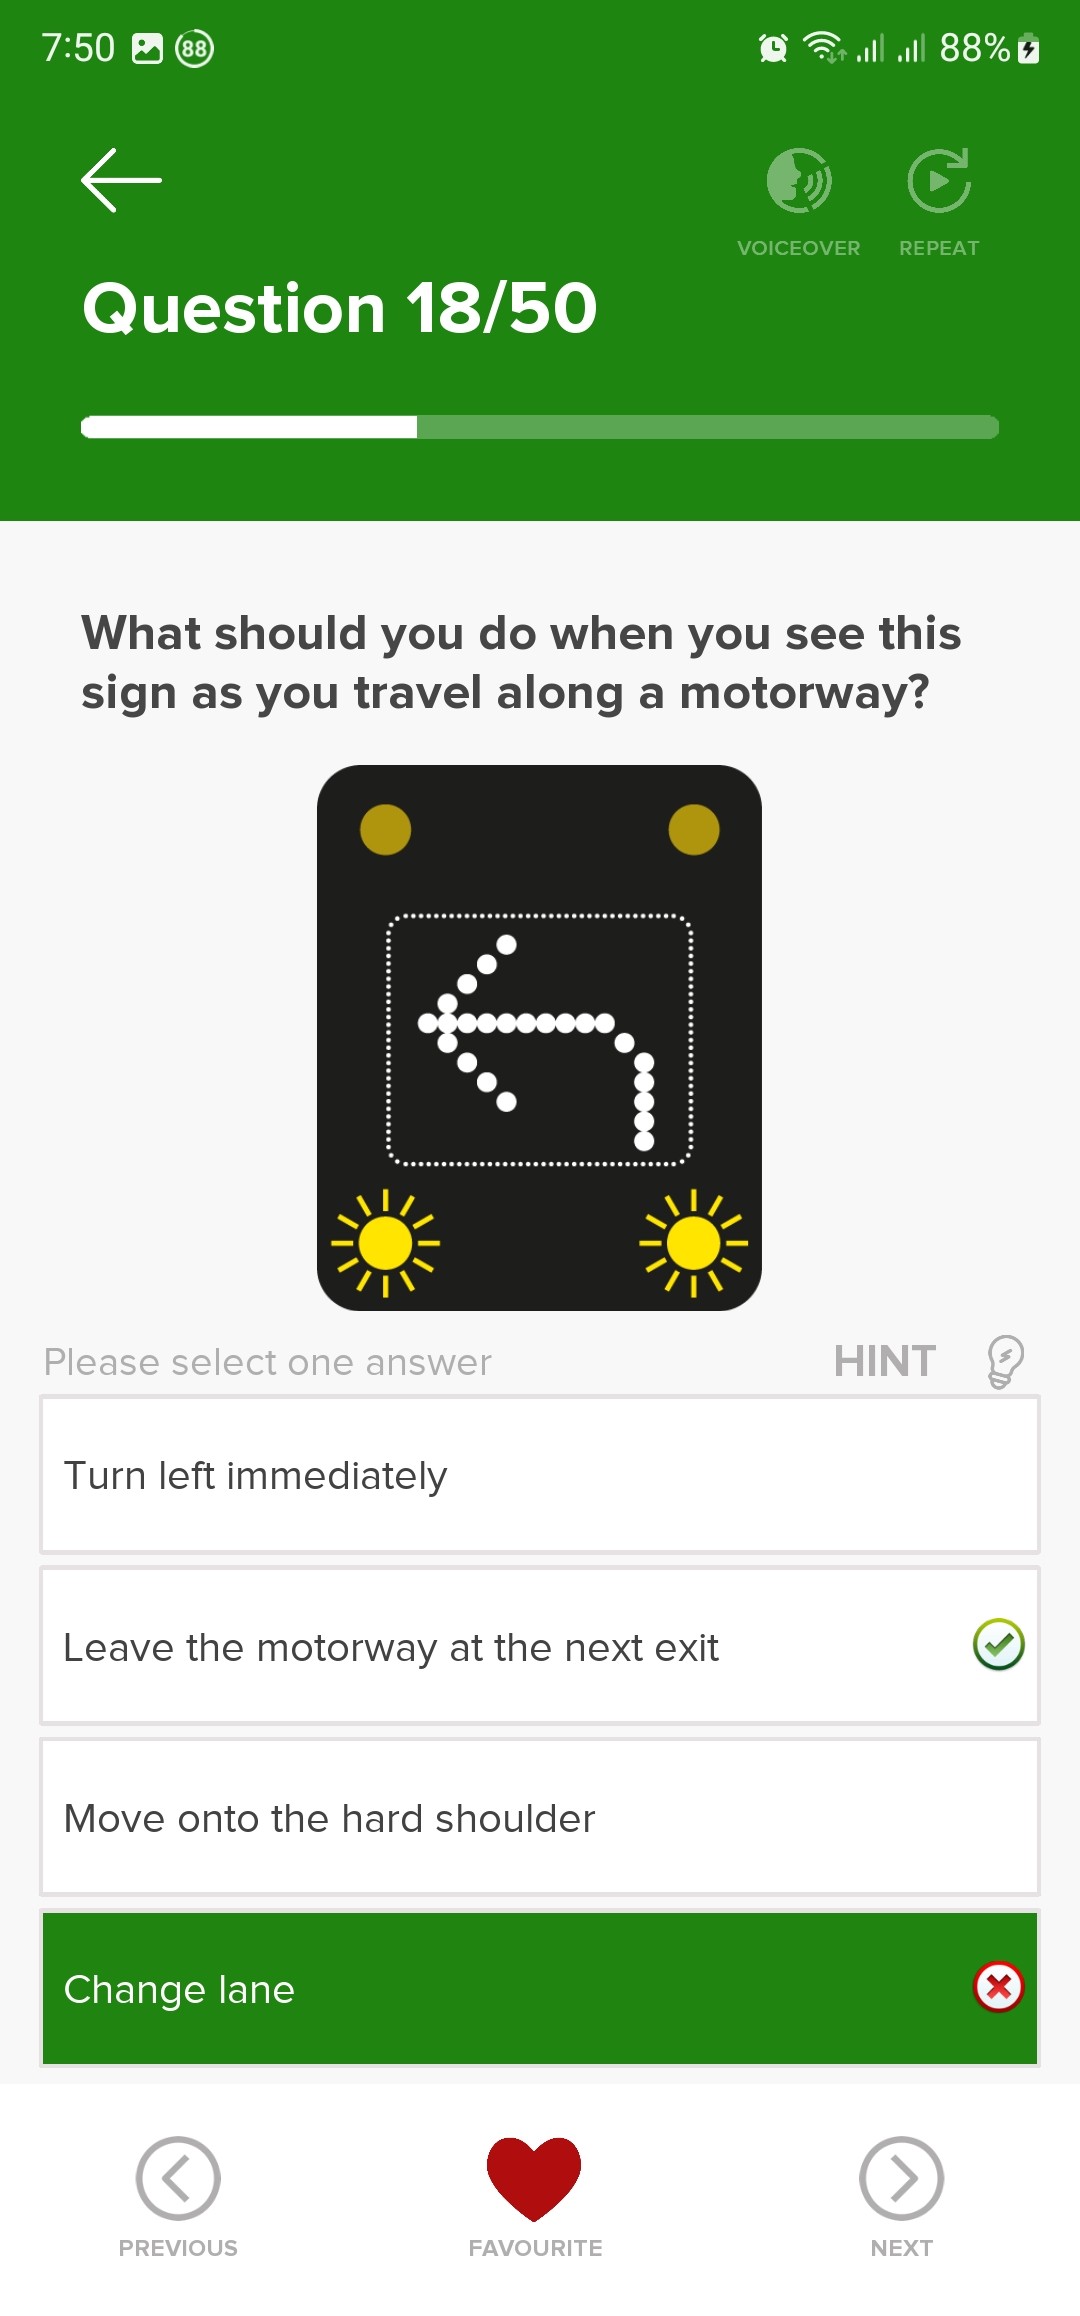 7:50 88 88%
VOICEOVER REPEAT
Question 18/50
What should you do when you see this
sign as you travel along a motorway?
Please select one answer HINT
Turn left immediately
Leave the motorway at the next exit
Move onto the hard shoulder
Change lane
PREVIOUS FAVOURITE NEXT